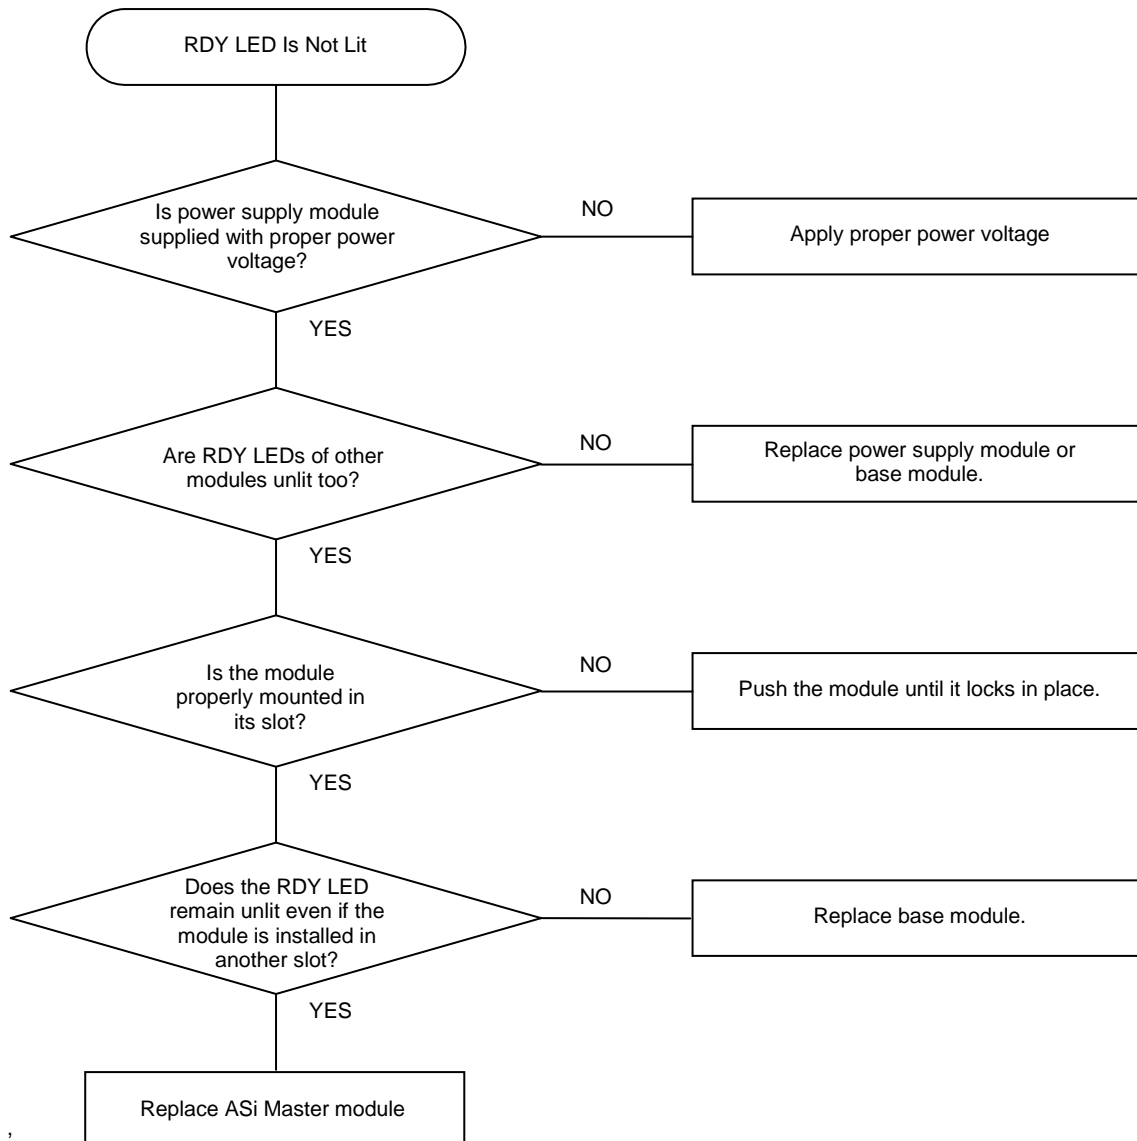 RDY LED Is Not Lit
Is power supply module
supplied with proper power
voltage?
NO
Apply proper power voltage
YES
Are RDY LEDs of other
modules unlit too?
NO
Replace power supply module or
base module.
YES
Is the module
properly mounted in
its slot?
NO
Push the module until it locks in place.
YES
Does the RDY LED
remain unlit even if the
module is installed in
another slot?
NO
Replace base module.
YES
Replace ASi Master module
,